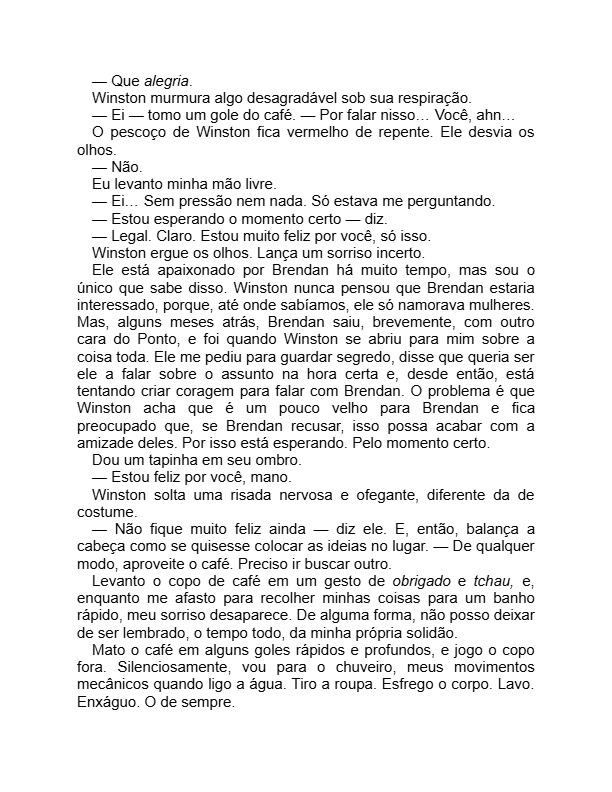 — Que alegria.
Winston murmura algo desagradável sob sua respiração.
— Ei — tomo um gole do café. — Por falar nisso… Você, ahn…
O pescoço de Winston fica vermelho de repente. Ele desvia os
olhos.
— Não.
Eu levanto minha mão livre.
— Ei… Sem pressão nem nada. Só estava me perguntando.
— Estou esperando o momento certo — diz.
— Legal. Claro. Estou muito feliz por você, só isso.
Winston ergue os olhos. Lança um sorriso incerto.
Ele está apaixonado por Brendan há muito tempo, mas sou o
único que sabe disso. Winston nunca pensou que Brendan estaria
interessado, porque, até onde sabíamos, ele só namorava mulheres.
Mas, alguns meses atrás, Brendan saiu, brevemente, com outro
cara do Ponto, e foi quando Winston se abriu para mim sobre a
coisa toda. Ele me pediu para guardar segredo, disse que queria ser
ele a falar sobre o assunto na hora certa e, desde então, está
tentando criar coragem para falar com Brendan. O problema é que
Winston acha que é um pouco velho para Brendan e fica
preocupado que, se Brendan recusar, isso possa acabar com a
amizade deles. Por isso está esperando. Pelo momento certo.
Dou um tapinha em seu ombro.
— Estou feliz por você, mano.
Winston solta uma risada nervosa e ofegante, diferente da de
costume.
— Não fique muito feliz ainda — diz ele. E, então, balança a
cabeça como se quisesse colocar as ideias no lugar. — De qualquer
modo, aproveite o café. Preciso ir buscar outro.
Levanto o copo de café em um gesto de obrigado e tchau, e,
enquanto me afasto para recolher minhas coisas para um banho
rápido, meu sorriso desaparece. De alguma forma, não posso deixar
de ser lembrado, o tempo todo, da minha própria solidão.
Mato o café em alguns goles rápidos e profundos, e jogo o copo
fora. Silenciosamente, vou para o chuveiro, meus movimentos
mecânicos quando ligo a água. Tiro a roupa. Esfrego o corpo. Lavo.
Enxáguo. O de sempre.